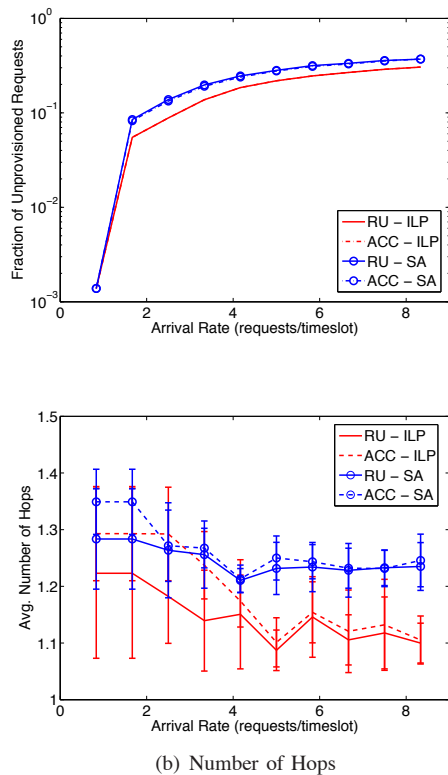 10^0
10^-1
10^-2
10^-3
Fraction of Unprovisioned Requests
RU – ILP
ACC – ILP
RU – SA
ACC – SA
0 2 4 6 8
Arrival Rate (requests/timeslot)
1.5
1.4
1.3
1.2
1.1
1
Avg. Number of Hops
RU – ILP
ACC – ILP
RU – SA
ACC – SA
0 2 4 6 8
Arrival Rate (requests/timeslot)
(b) Number of Hops